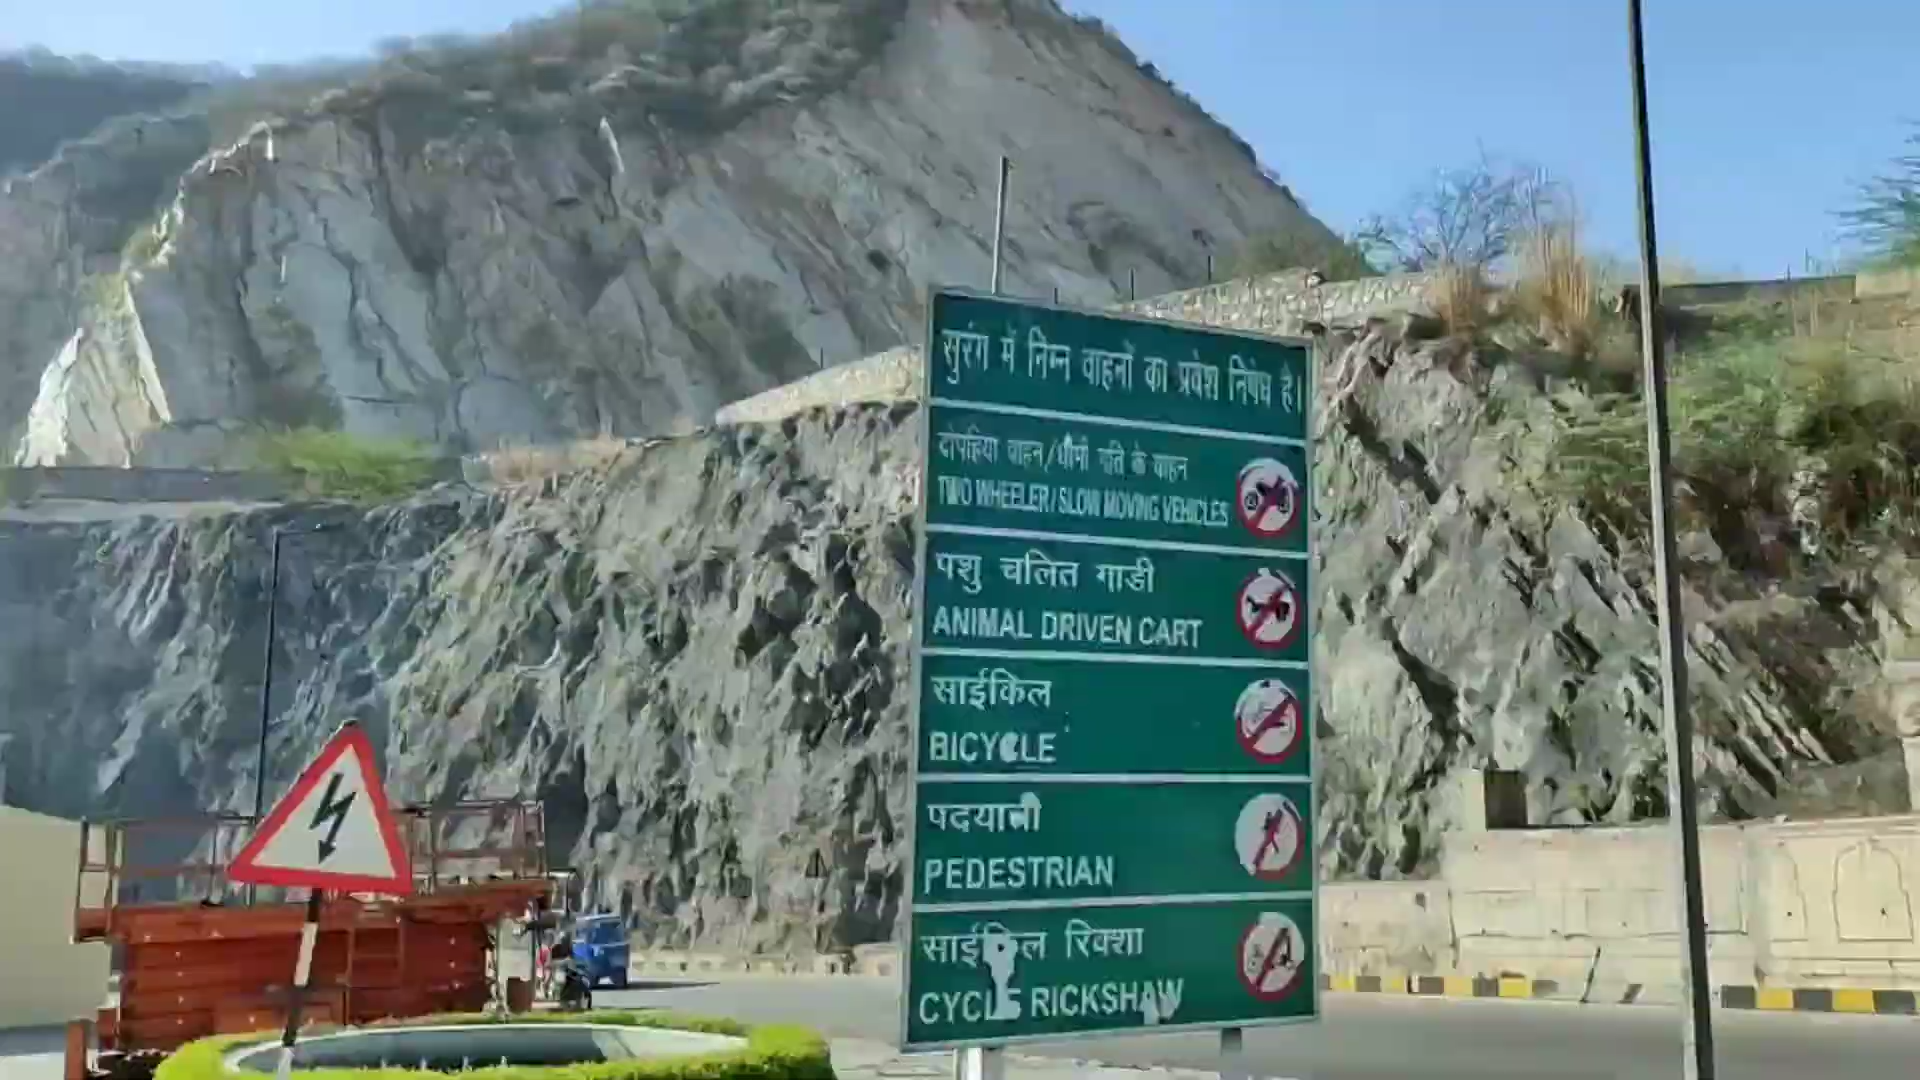 सुरंग में निम्न वाहनों का प्रवेश निषेध है।
दोपहिया वाहन/धीमी गति के वाहन
TWO WHEELER/SLOW MOVING VEHICLES
पशु चलित गाडी
ANIMAL DRIVEN CART
साईकिल
BICYCLE
पदयात्री
PEDESTRIAN
साईकिल रिक्शा
CYCLE RICKSHAW